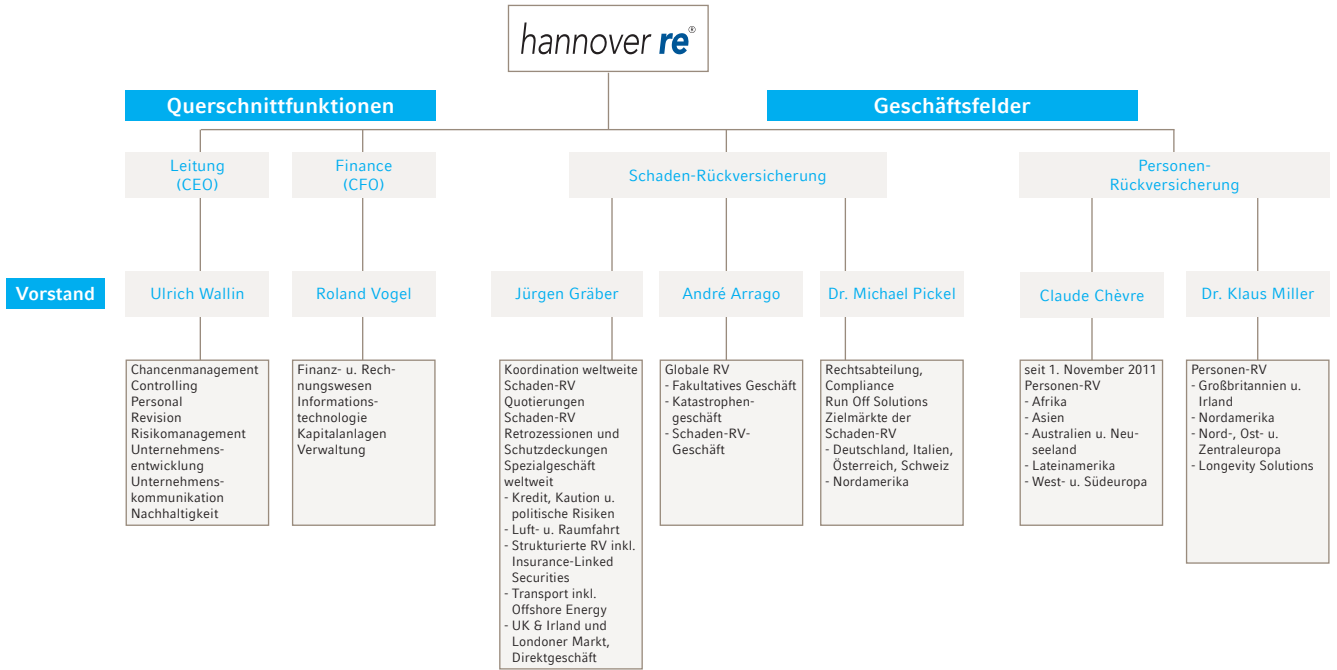 hannover re®
Querschnittfunktionen
Geschäftsfelder
Leitung
(CEO)
Finance
(CFO)
Schaden-Rückversicherung
Personen-
Rückversicherung
Vorstand
Ulrich Wallin
Roland Vogel
Jürgen Gräber
André Arrago
Dr. Michael Pickel
Claude Chèvre
Dr. Klaus Miller
Chancenmanagement
Controlling
Personal
Revision
Risikomanagement
Unternehmens-
entwicklung
Unternehmens-
kommunikation
Nachhaltigkeit
Finanz- u. Rech-
nungswesen
Informations-
technologie
Kapitalanlagen
Verwaltung
Koordination weltweite
Schaden-RV
Quotierungen
Schaden-RV
Retrozessionen und
Schutzdeckungen
Spezialgeschäft
weltweit
- Kredit, Kaution u.
politische Risiken
- Luft- u. Raumfahrt
- Strukturierte RV inkl.
Insurance-Linked
Securities
- Transport inkl.
Offshore Energy
- UK & Irland und
Londoner Markt,
Direktgeschäft
Globale RV
- Fakultatives Geschäft
- Katastrophen-
geschäft
- Schaden-RV-
Geschäft
Rechtsabteilung,
Compliance
Run Off Solutions
Zielmärkte der
Schaden-RV
- Deutschland, Italien,
Österreich, Schweiz
- Nordamerika
seit 1. November 2011
Personen-RV
- Afrika
- Asien
- Australien u. Neu-
seeland
- Lateinamerika
- West- u. Südeuropa
Personen-RV
- Großbritannien u.
Irland
- Nordamerika
- Nord-, Ost- u.
Zentraleuropa
- Longevity Solutions